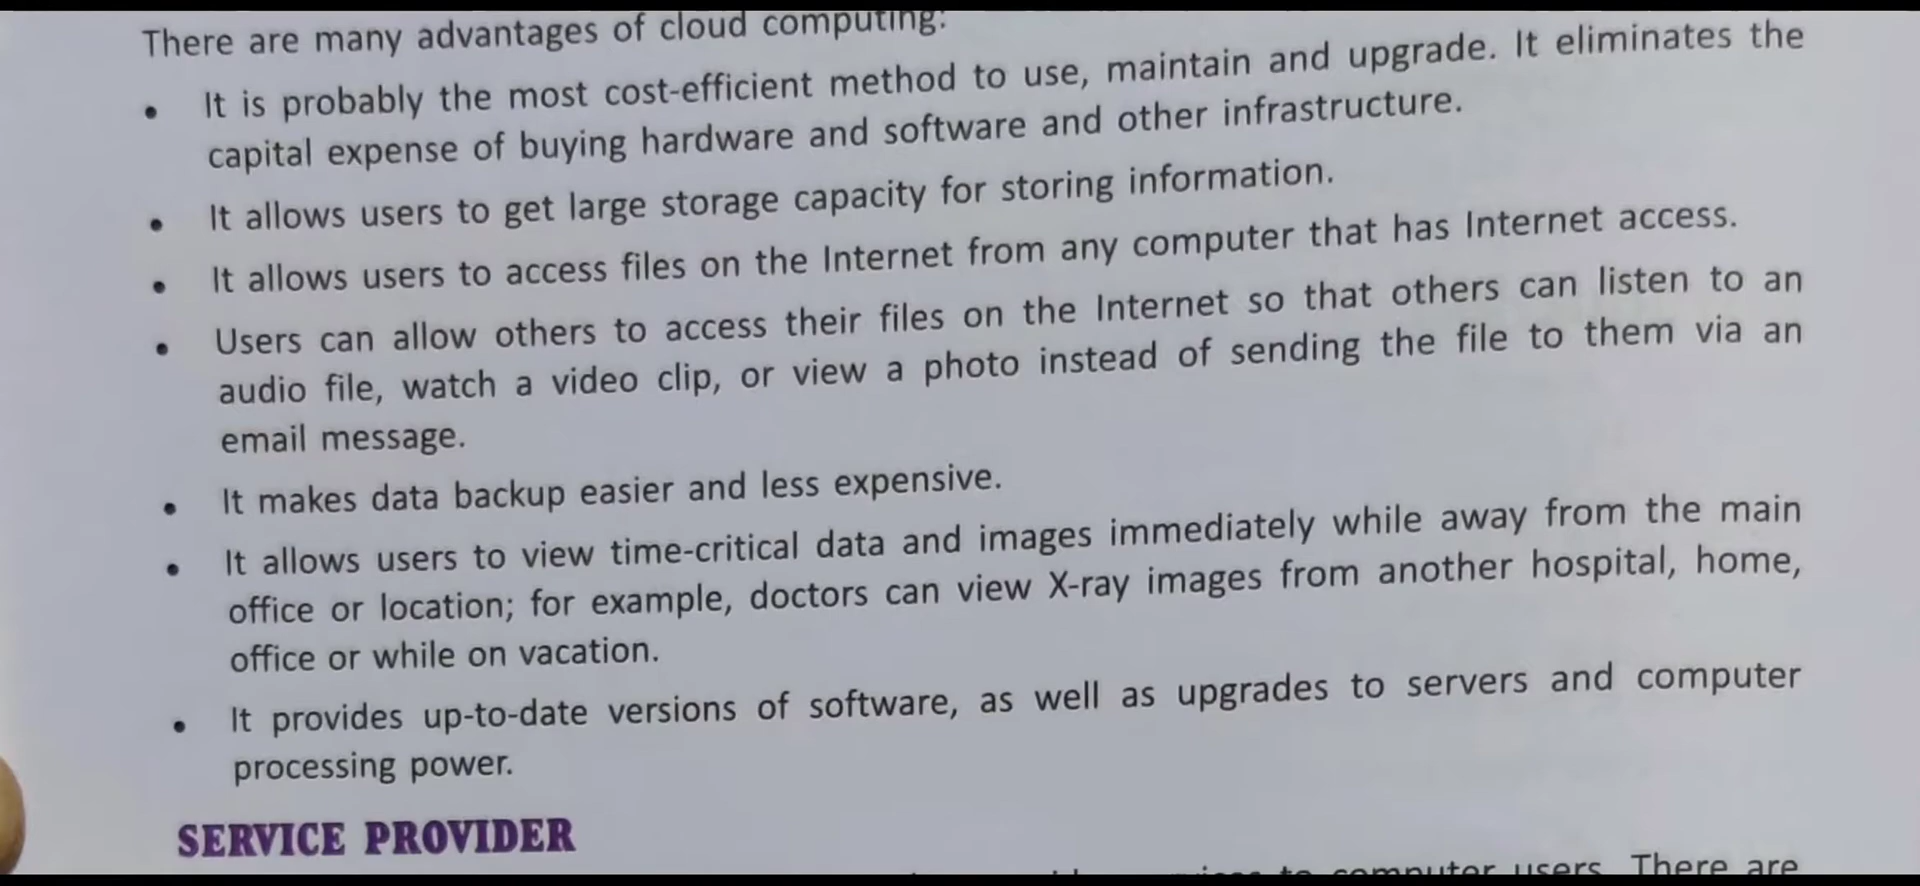 There are many advantages of cloud computing:
• It is probably the most cost-efficient method to use, maintain and upgrade. It eliminates the
capital expense of buying hardware and software and other infrastructure.
• It allows users to get large storage capacity for storing information.
• It allows users to access files on the Internet from any computer that has Internet access.
• Users can allow others to access their files on the Internet so that others can listen to an
audio file, watch a video clip, or view a photo instead of sending the file to them via an
email message.
• It makes data backup easier and less expensive.
• It allows users to view time-critical data and images immediately while away from the main
office or location; for example, doctors can view X-ray images from another hospital, home,
office or while on vacation.
• It provides up-to-date versions of software, as well as upgrades to servers and computer
processing power.
SERVICE PROVIDER
to computer users. There are